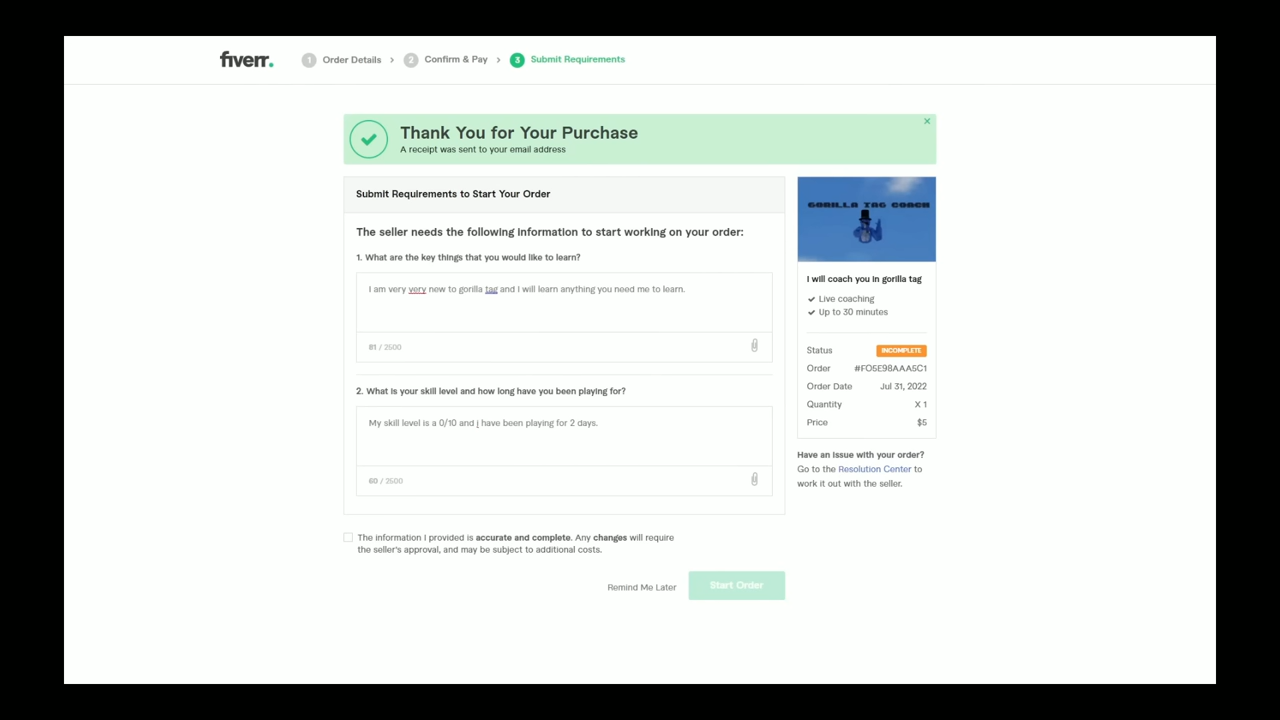 fiverr.
1 Order Details > 2 Confirm & Pay > 3 Submit Requirements
Thank You for Your Purchase
A receipt was sent to your email address
Submit Requirements to Start Your Order
The seller needs the following information to start working on your order:
1. What are the key things that you would like to learn?
I am very very new to gorilla tag and I will learn anything you need me to learn.
81 / 2500
2. What is your skill level and how long have you been playing for?
My skill level is a 0/10 and i have been playing for 2 days.
60 / 2500
The information I provided is accurate and complete. Any changes will require
the seller's approval, and may be subject to additional costs.
Remind Me Later
Start Order
GORILLA TAG COACH
I will coach you in gorilla tag
Live coaching
Up to 30 minutes
Status INCOMPLETE
Order #FO5E98AAA5C1
Order Date Jul 31, 2022
Quantity X 1
Price $5
Have an issue with your order?
Go to the Resolution Center to
work it out with the seller.